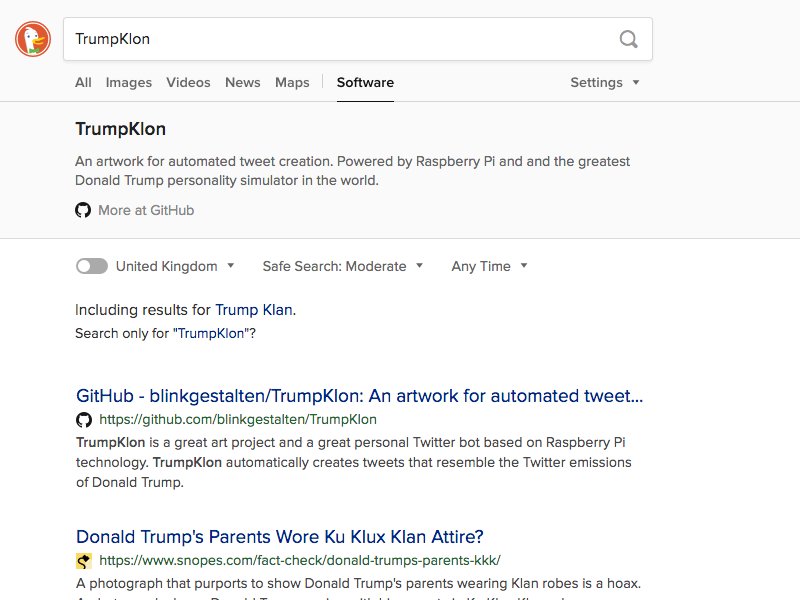 TrumpKlon
All Images Videos News Maps Software Settings
TrumpKlon
An artwork for automated tweet creation. Powered by Raspberry Pi and and the greatest
Donald Trump personality simulator in the world.
More at GitHub
United Kingdom Safe Search: Moderate Any Time
Including results for Trump Klan.
Search only for "TrumpKlon"?
GitHub - blinkgestalten/TrumpKlon: An artwork for automated tweet...
https://github.com/blinkgestalten/TrumpKlon
TrumpKlon is a great art project and a great personal Twitter bot based on Raspberry Pi
technology. TrumpKlon automatically creates tweets that resemble the Twitter emissions
of Donald Trump.
Donald Trump's Parents Wore Ku Klux Klan Attire?
https://www.snopes.com/fact-check/donald-trumps-parents-kkk/
A photograph that purports to show Donald Trump's parents wearing Klan robes is a hoax.